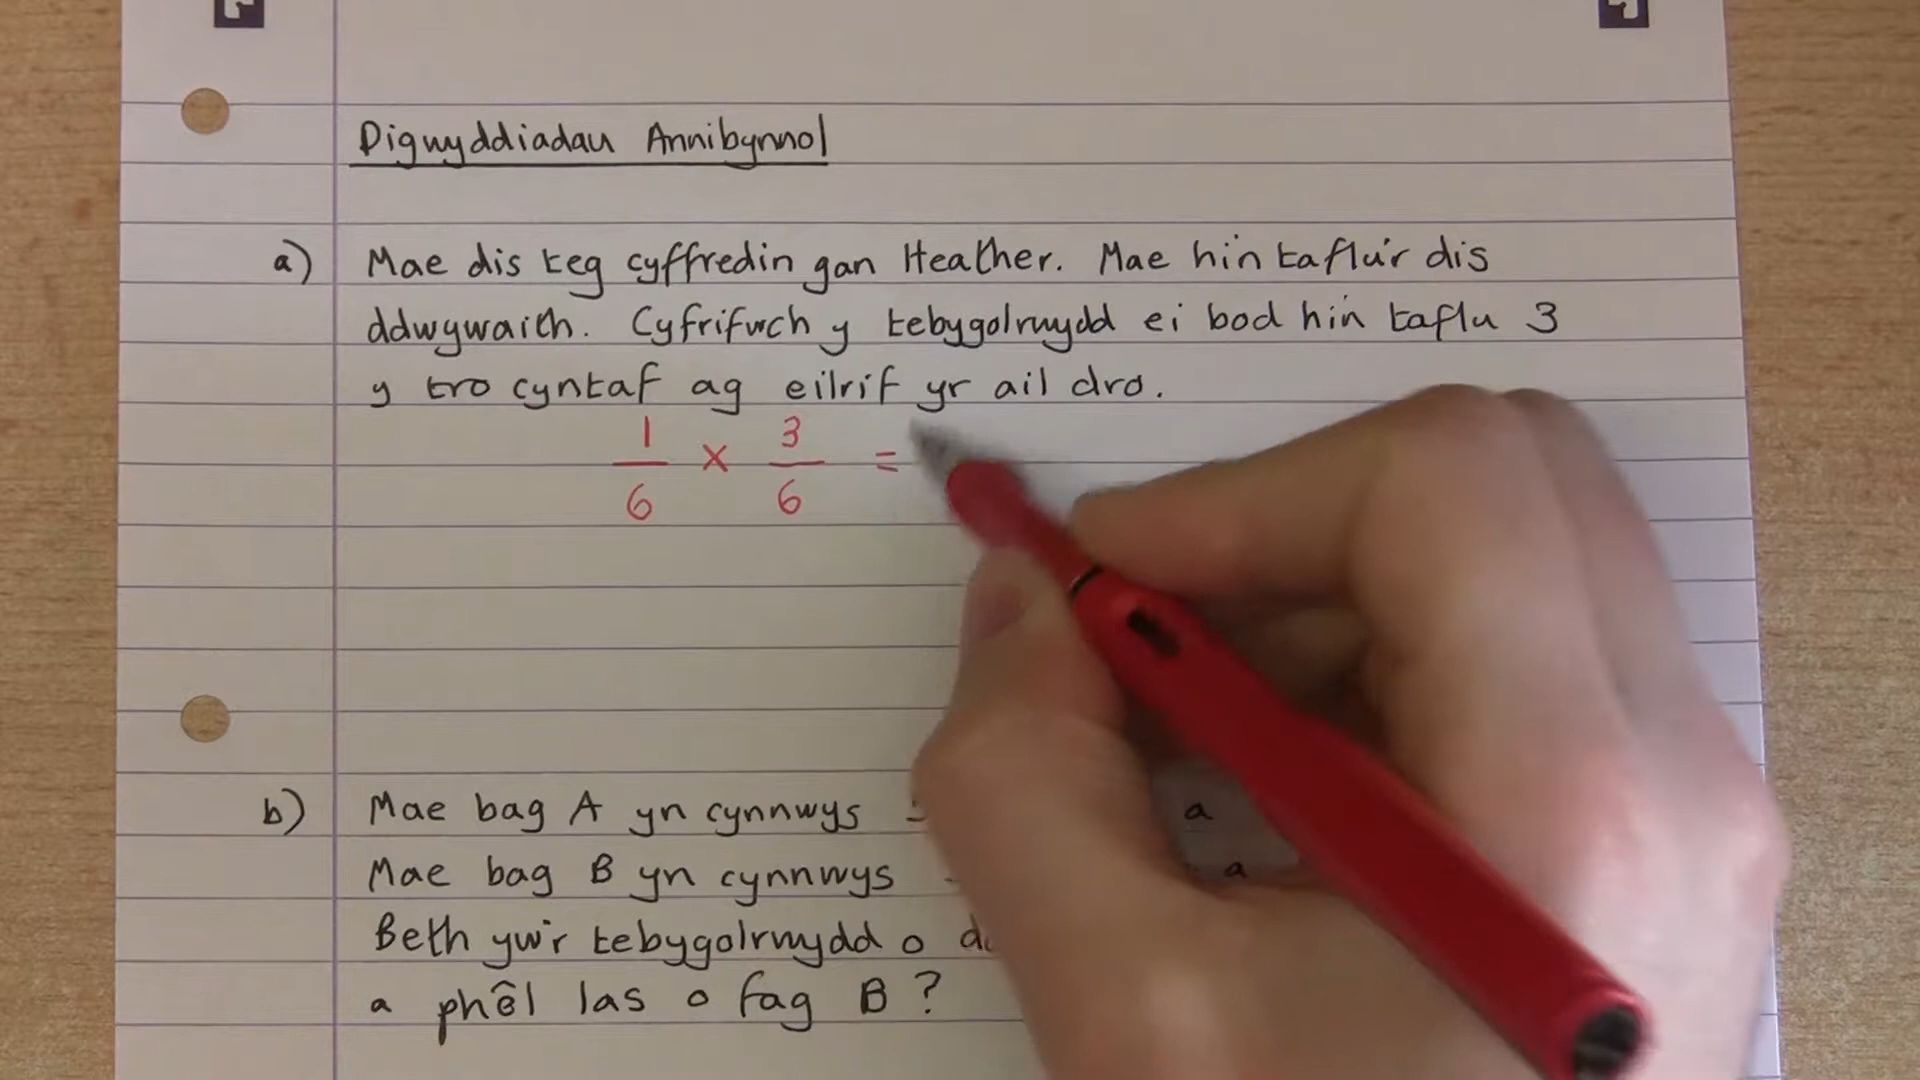 Digwyddiadau Annibynnol
a) Mae dis teg cyffredin gan Heather. Mae hi'n taflu'r dis
ddwywaith. Cyfrifwch y tebygolrwydd ei bod hi'n taflu 3
y tro cyntaf ag eilrif yr ail dro.
1/6 × 3/6 =
b) Mae bag A yn cynnwys a
Mae bag B yn cynnwys a
Beth yw'r tebygolrwydd o
a phêl las o fag B?